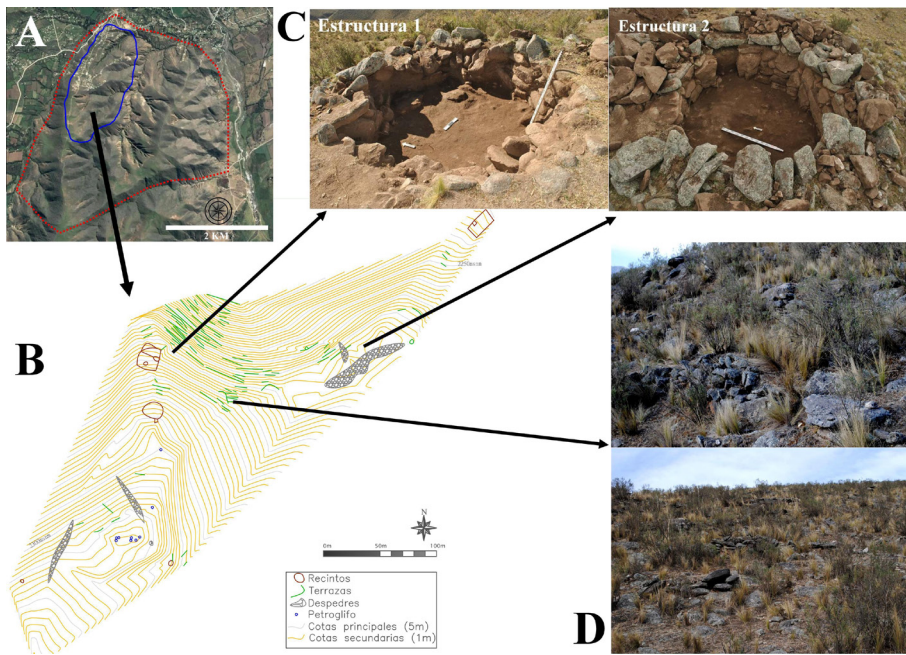 A
2 KM
C
Estructura 1
Estructura 2
B
N
0m 50m 100m
Recintos
Terrazas
Despedres
Petroglifo
Cotas principales (5m)
Cotas secundarias (1m)
D